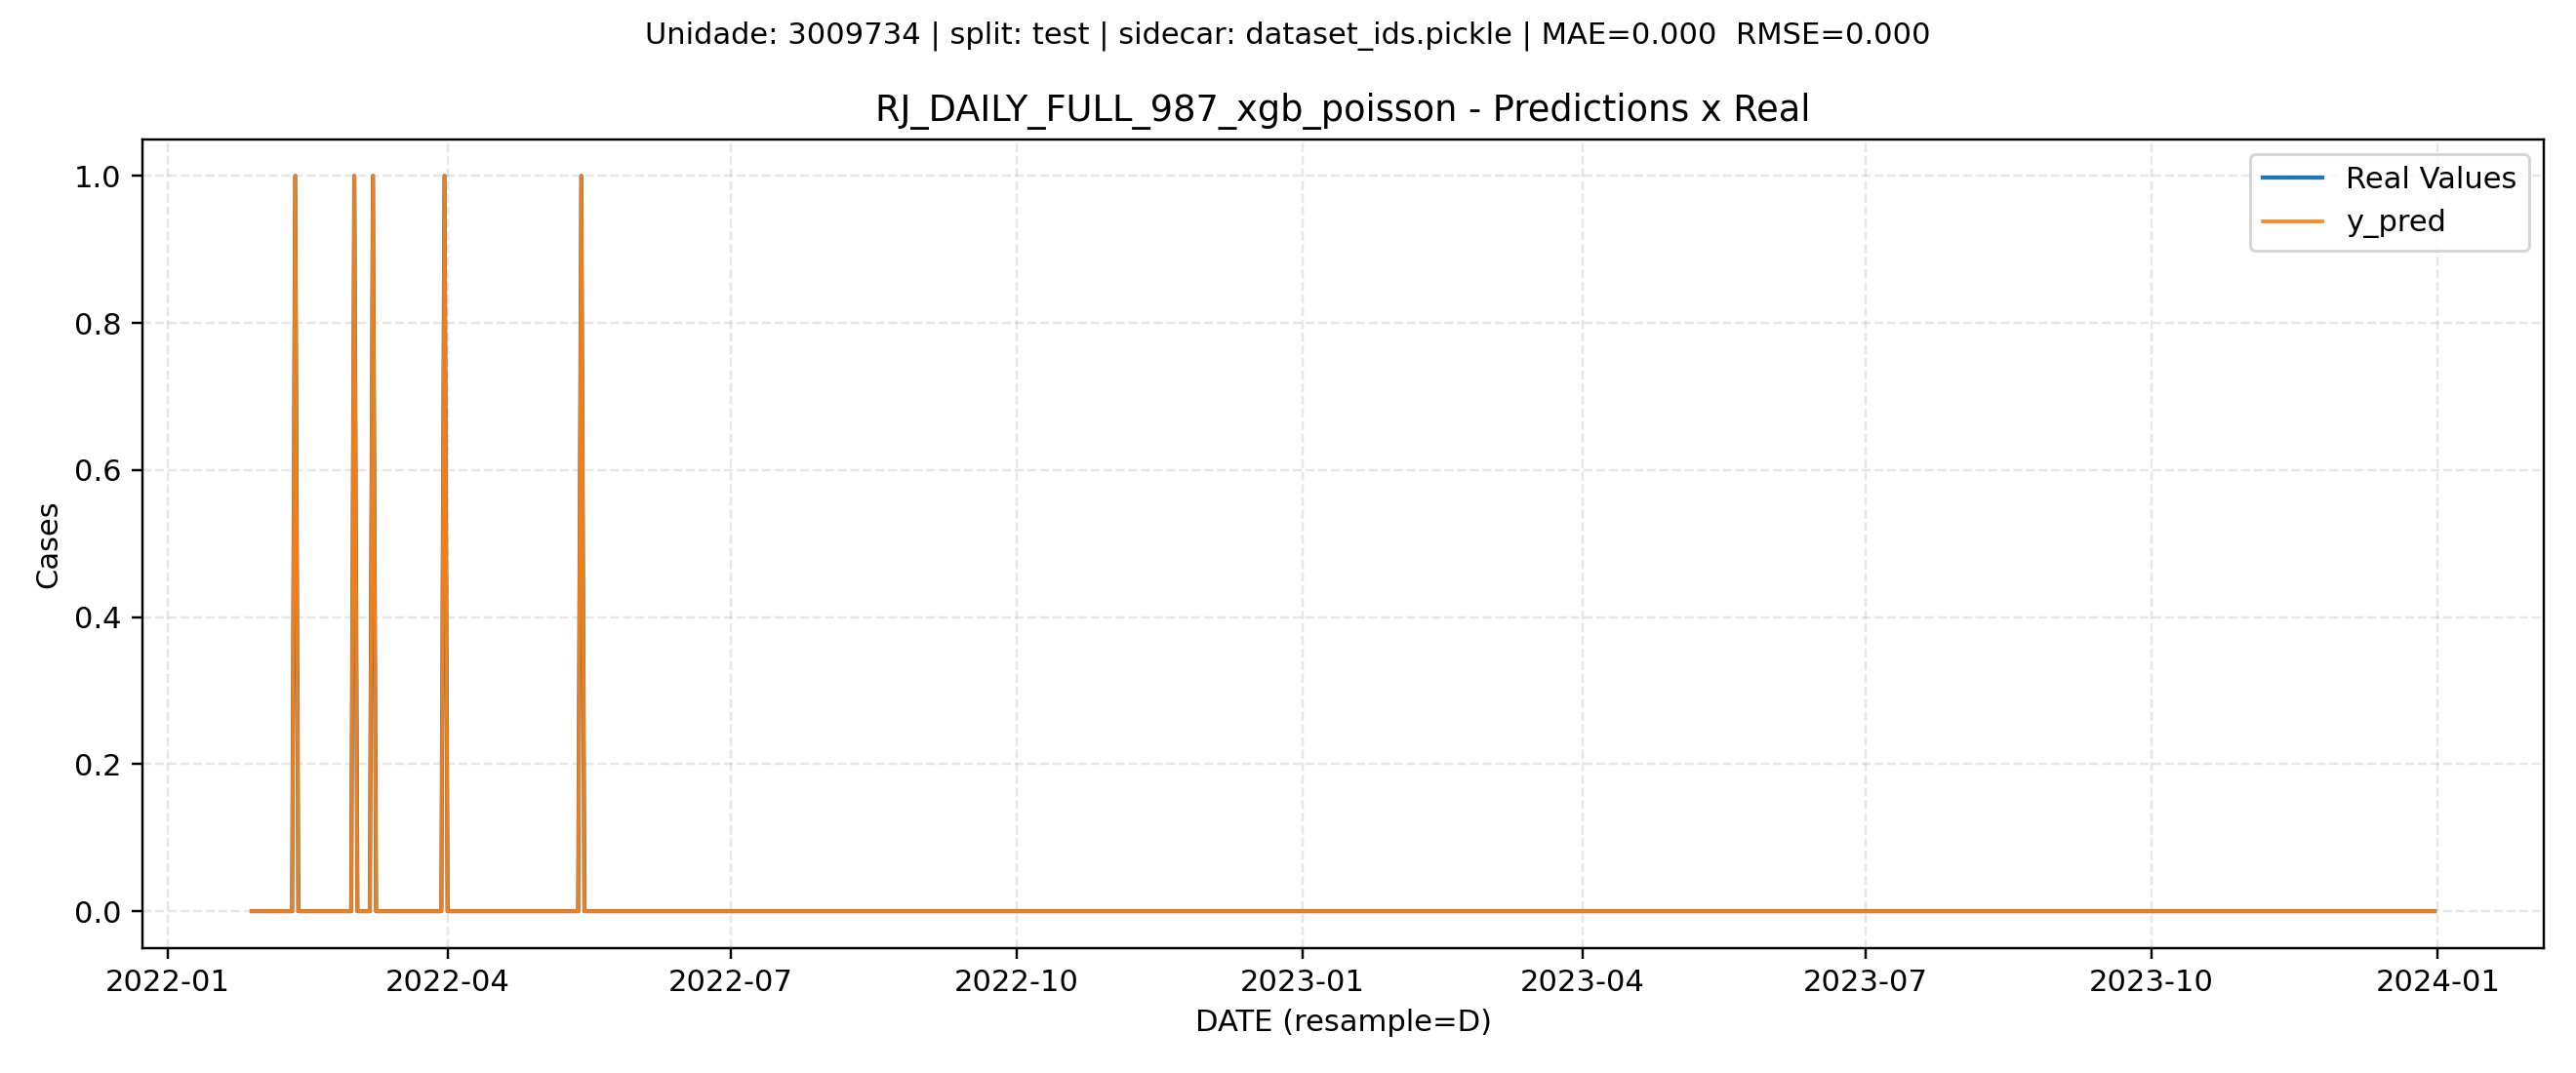 Unidade: 3009734 | split: test | sidecar: dataset_ids.pickle | MAE=0.000  RMSE=0.000
RJ_DAILY_FULL_987_xgb_poisson - Predictions x Real
Real Values
y_pred
1.0
0.8
0.6
0.4
0.2
0.0
Cases
2022-01 2022-04 2022-07 2022-10 2023-01 2023-04 2023-07 2023-10 2024-01
DATE (resample=D)